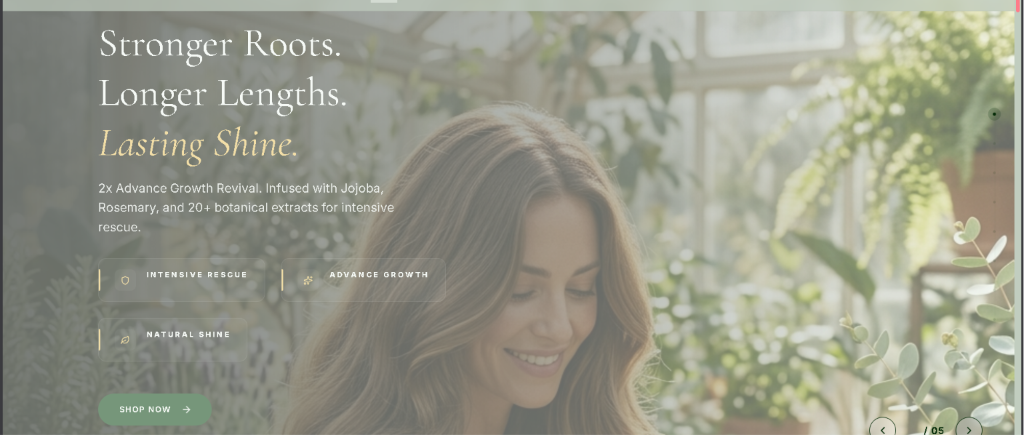 Stronger Roots.
Longer Lengths.
Lasting Shine.
2x Advance Growth Revival. Infused with Jojoba,
Rosemary, and 20+ botanical extracts for intensive
rescue.
INTENSIVE RESCUE
ADVANCE GROWTH
NATURAL SHINE
SHOP NOW
/ 05